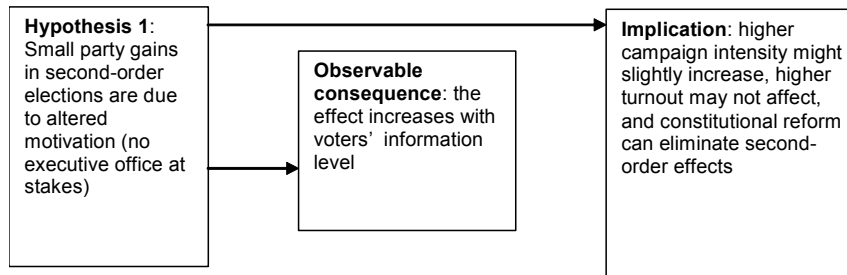 Hypothesis 1:
Small party gains
in second-order
elections are due
to altered
motivation (no
executive office at
stakes)
Observable
consequence: the
effect increases with
voters’ information
level
Implication: higher
campaign intensity might
slightly increase, higher
turnout may not affect,
and constitutional reform
can eliminate second-
order effects